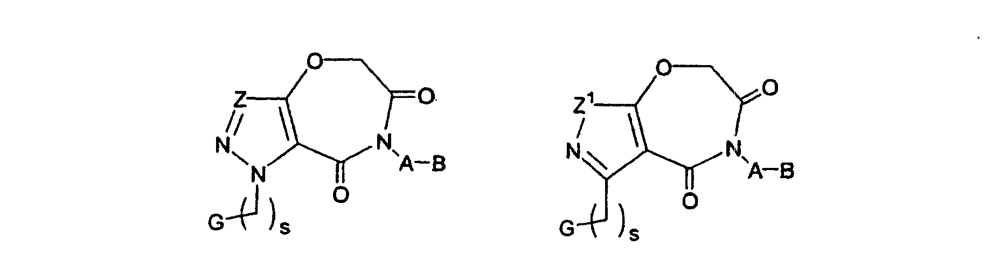 O O
Z Z¹ O
O
N N
N A–B N A–B
N
O O
G ( )s G ( )s